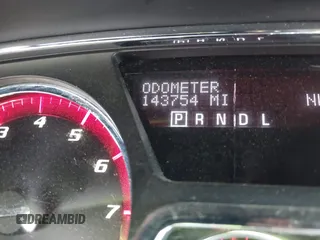 ODOMETER
143754 MI
P R N D L
3 4 5 6 7
DREAMBID